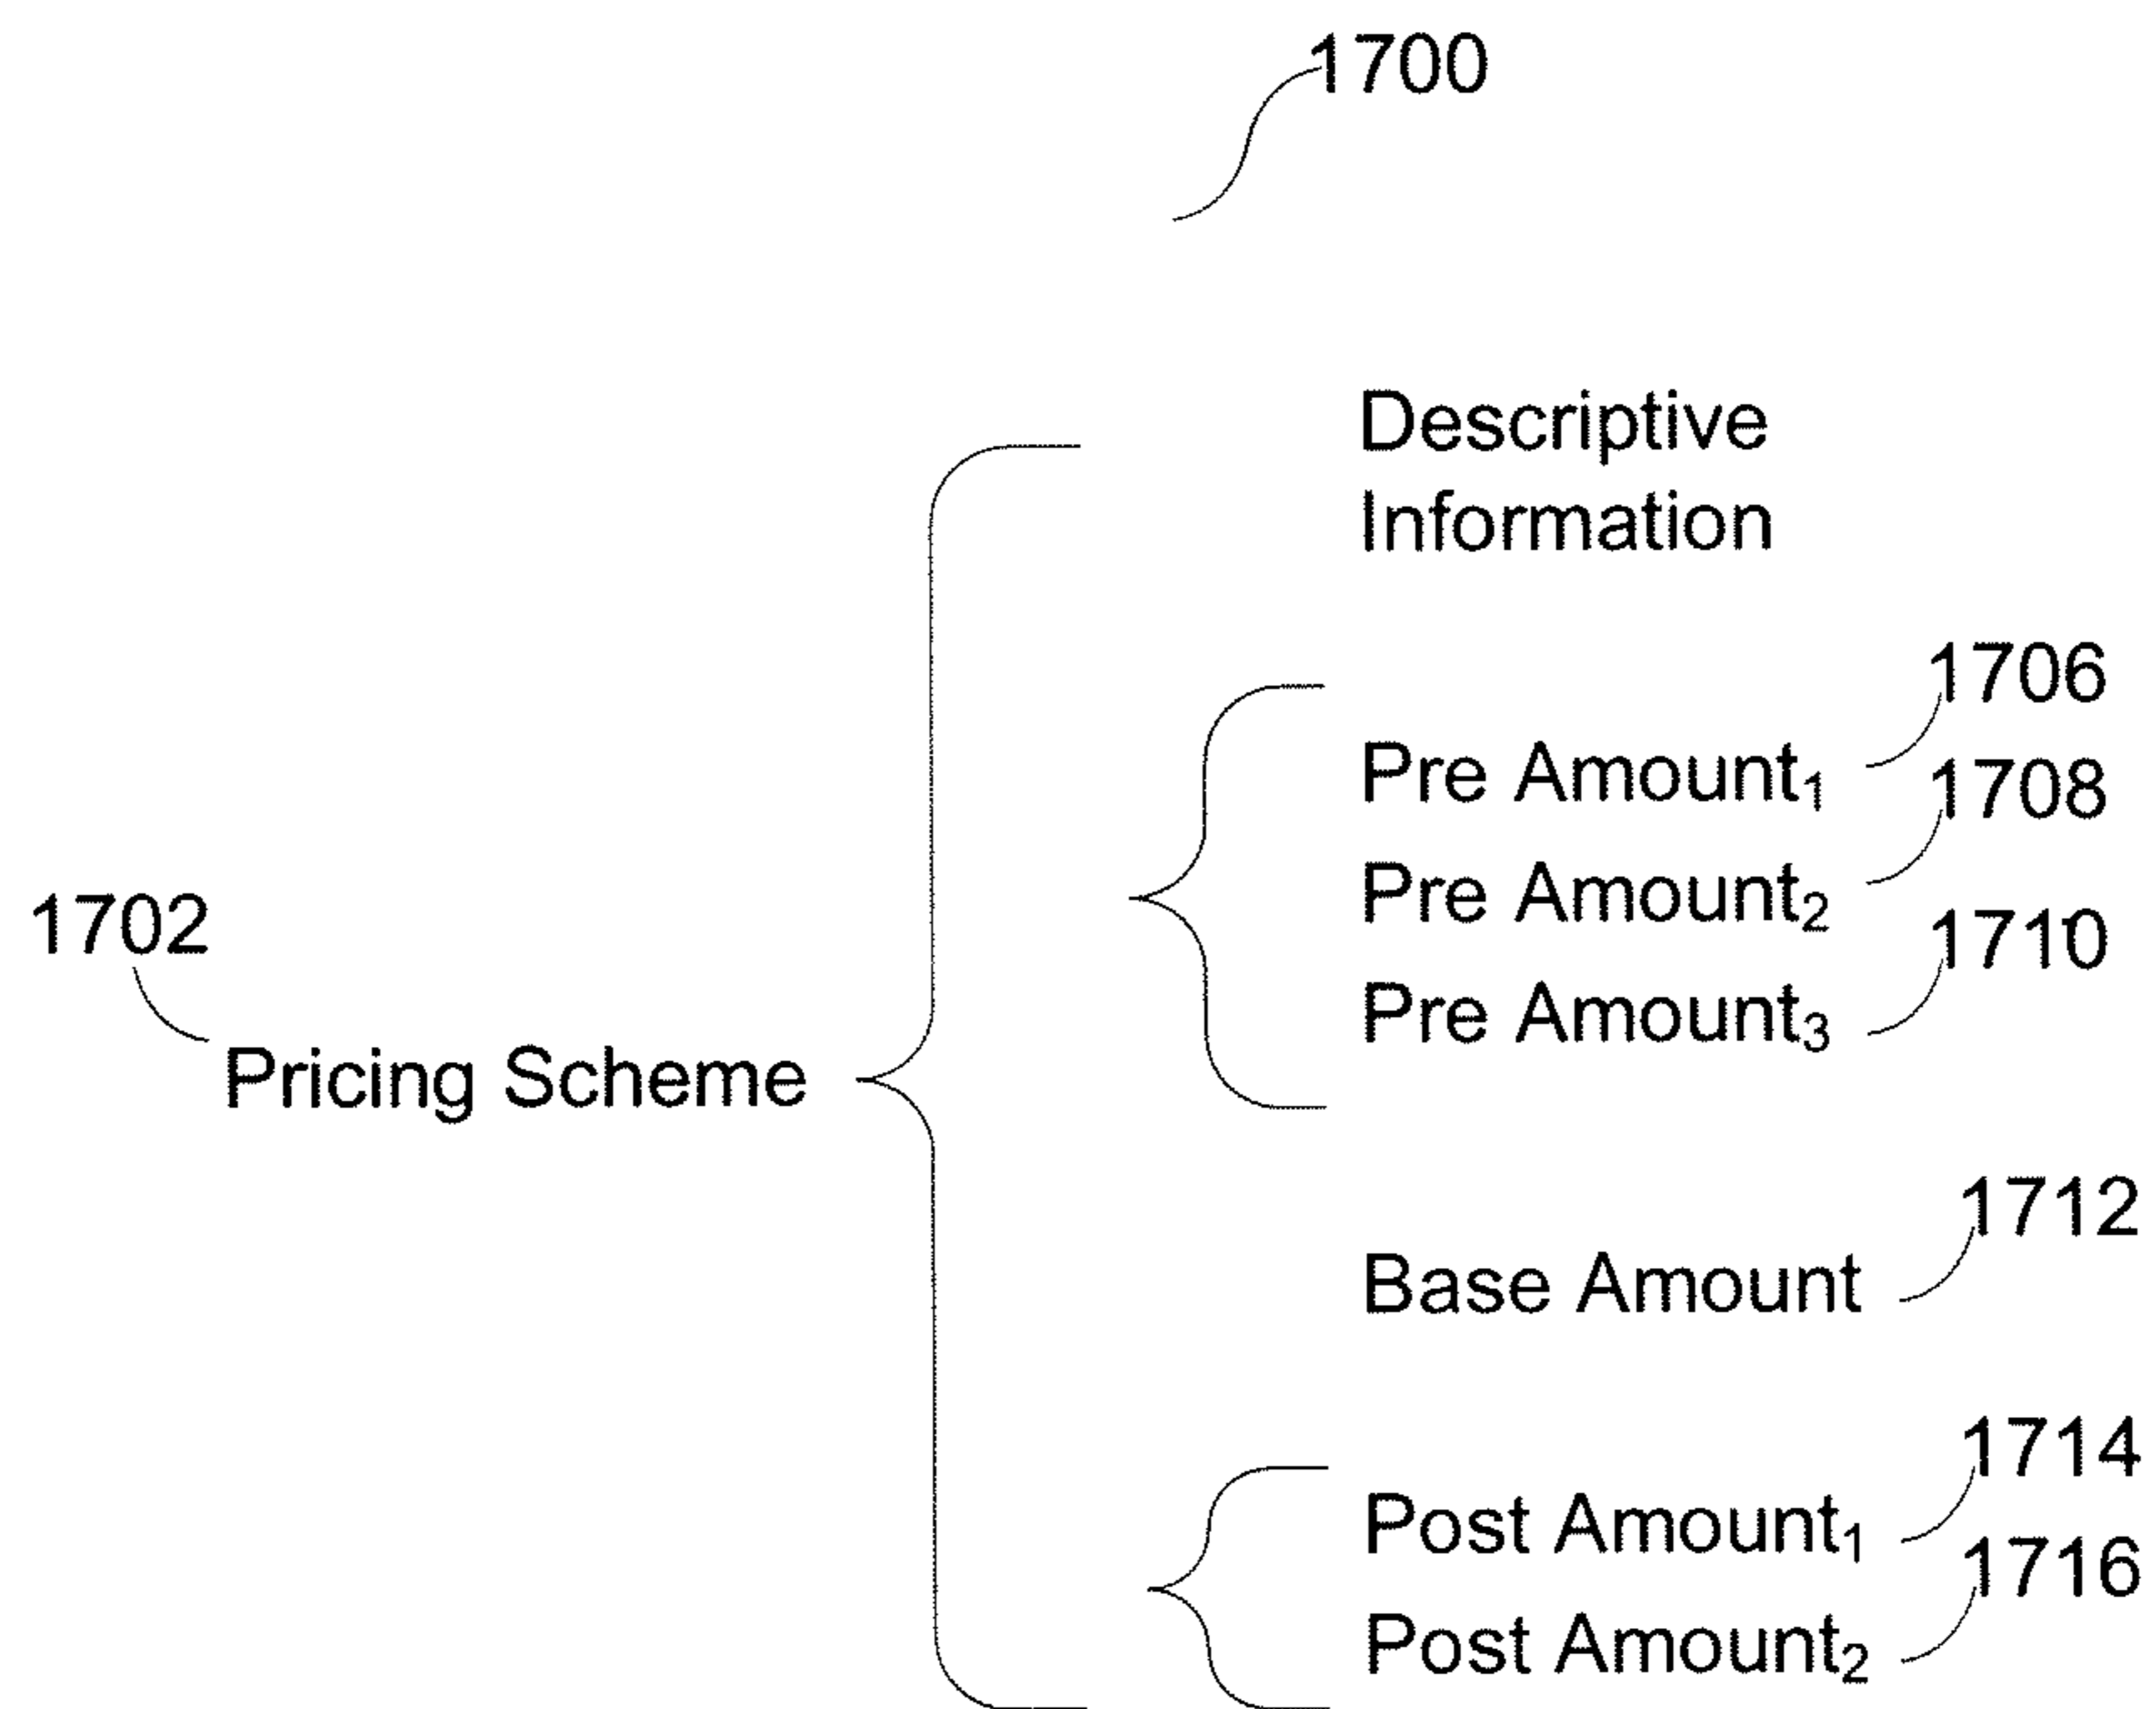 1700
Descriptive
Information
1706
Pre Amount₁
1708
Pre Amount₂
1702
1710
Pre Amount₃
Pricing Scheme
1712
Base Amount
1714
Post Amount₁
1716
Post Amount₂